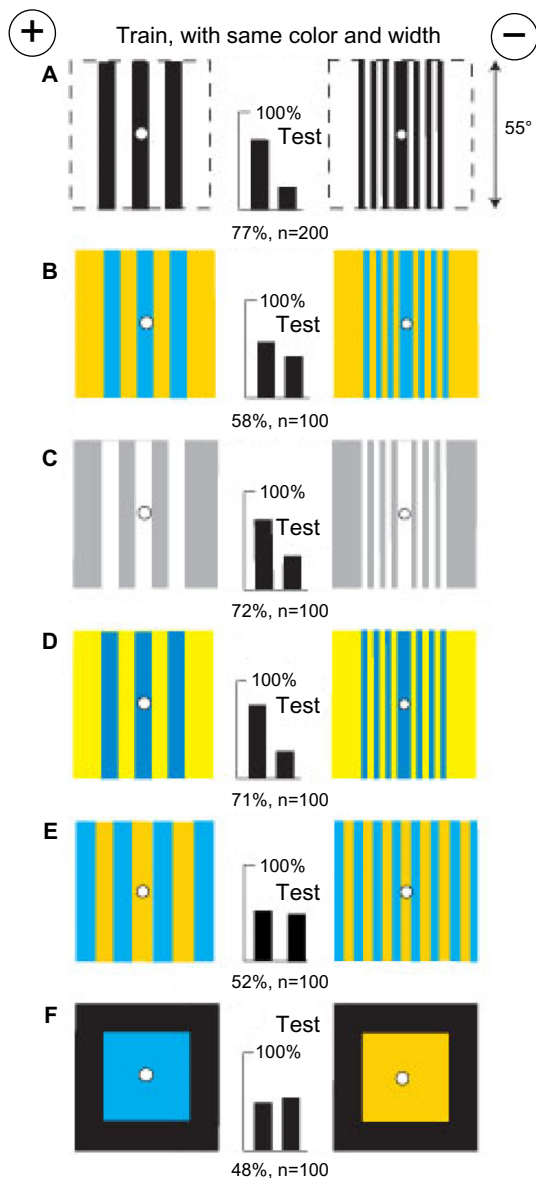 + Train, with same color and width −
A
100%
Test
55°
77%, n=200
B
100%
Test
58%, n=100
C
100%
Test
72%, n=100
D
100%
Test
71%, n=100
E
100%
Test
52%, n=100
F
Test
100%
48%, n=100